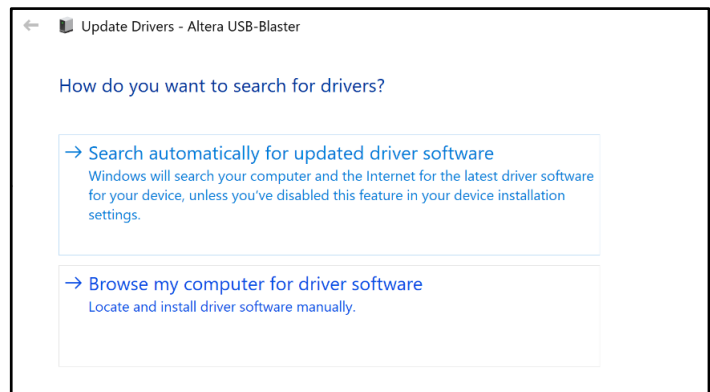 Update Drivers - Altera USB-Blaster
How do you want to search for drivers?
Search automatically for updated driver software
Windows will search your computer and the Internet for the latest driver software
for your device, unless you've disabled this feature in your device installation
settings.
Browse my computer for driver software
Locate and install driver software manually.